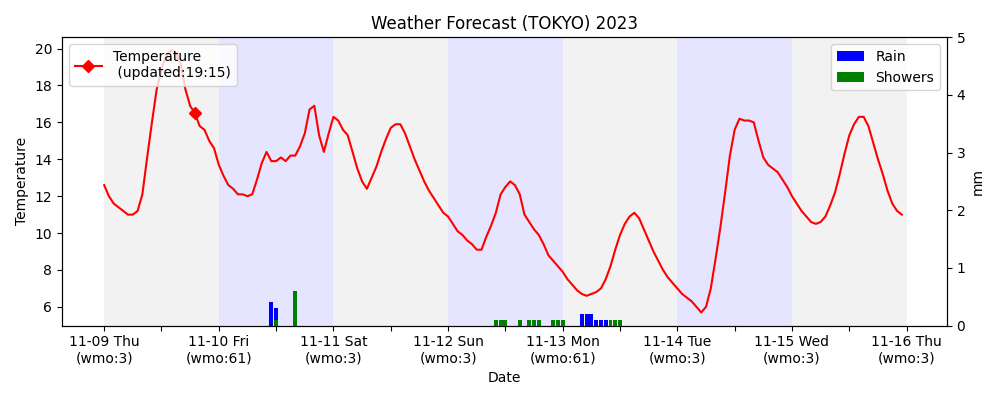 Weather Forecast (TOKYO) 2023
Temperature
(updated:19:15)
Rain
Showers
20
18
16
14
12
10
8
6
Temperature
5
4
3
2
1
0
mm
11-09 Thu
(wmo:3)
11-10 Fri
(wmo:61)
11-11 Sat
(wmo:3)
11-12 Sun
(wmo:3)
11-13 Mon
(wmo:61)
11-14 Tue
(wmo:3)
11-15 Wed
(wmo:3)
11-16 Thu
(wmo:3)
Date